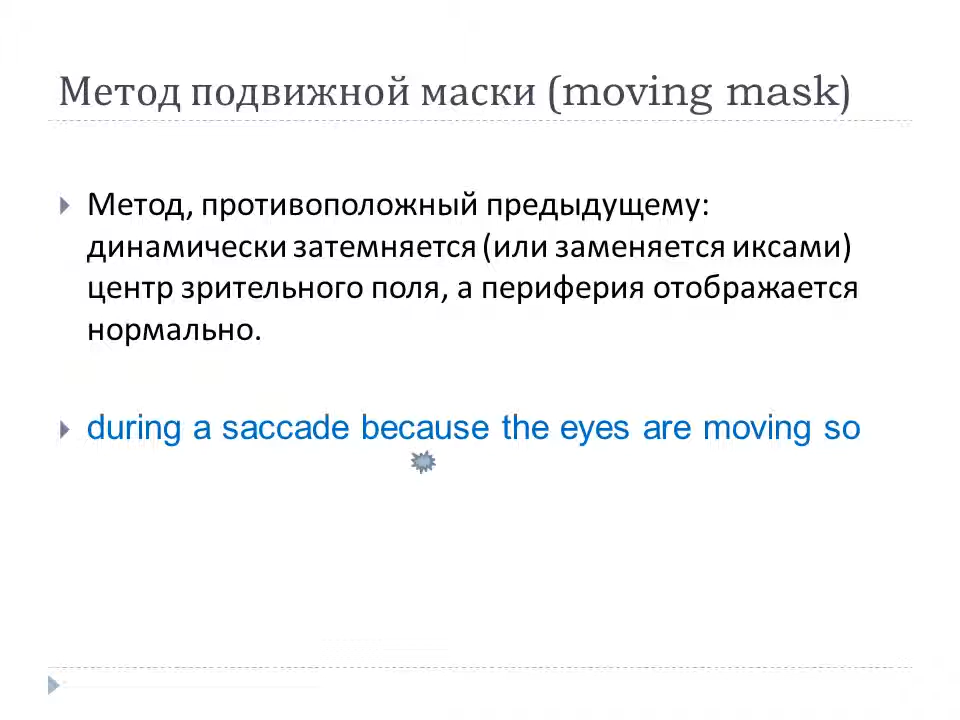 Метод подвижной маски (moving mask)
Метод, противоположный предыдущему:
динамически затемняется (или заменяется иксами)
центр зрительного поля, а периферия отображается
нормально.
during a saccade because the eyes are moving so